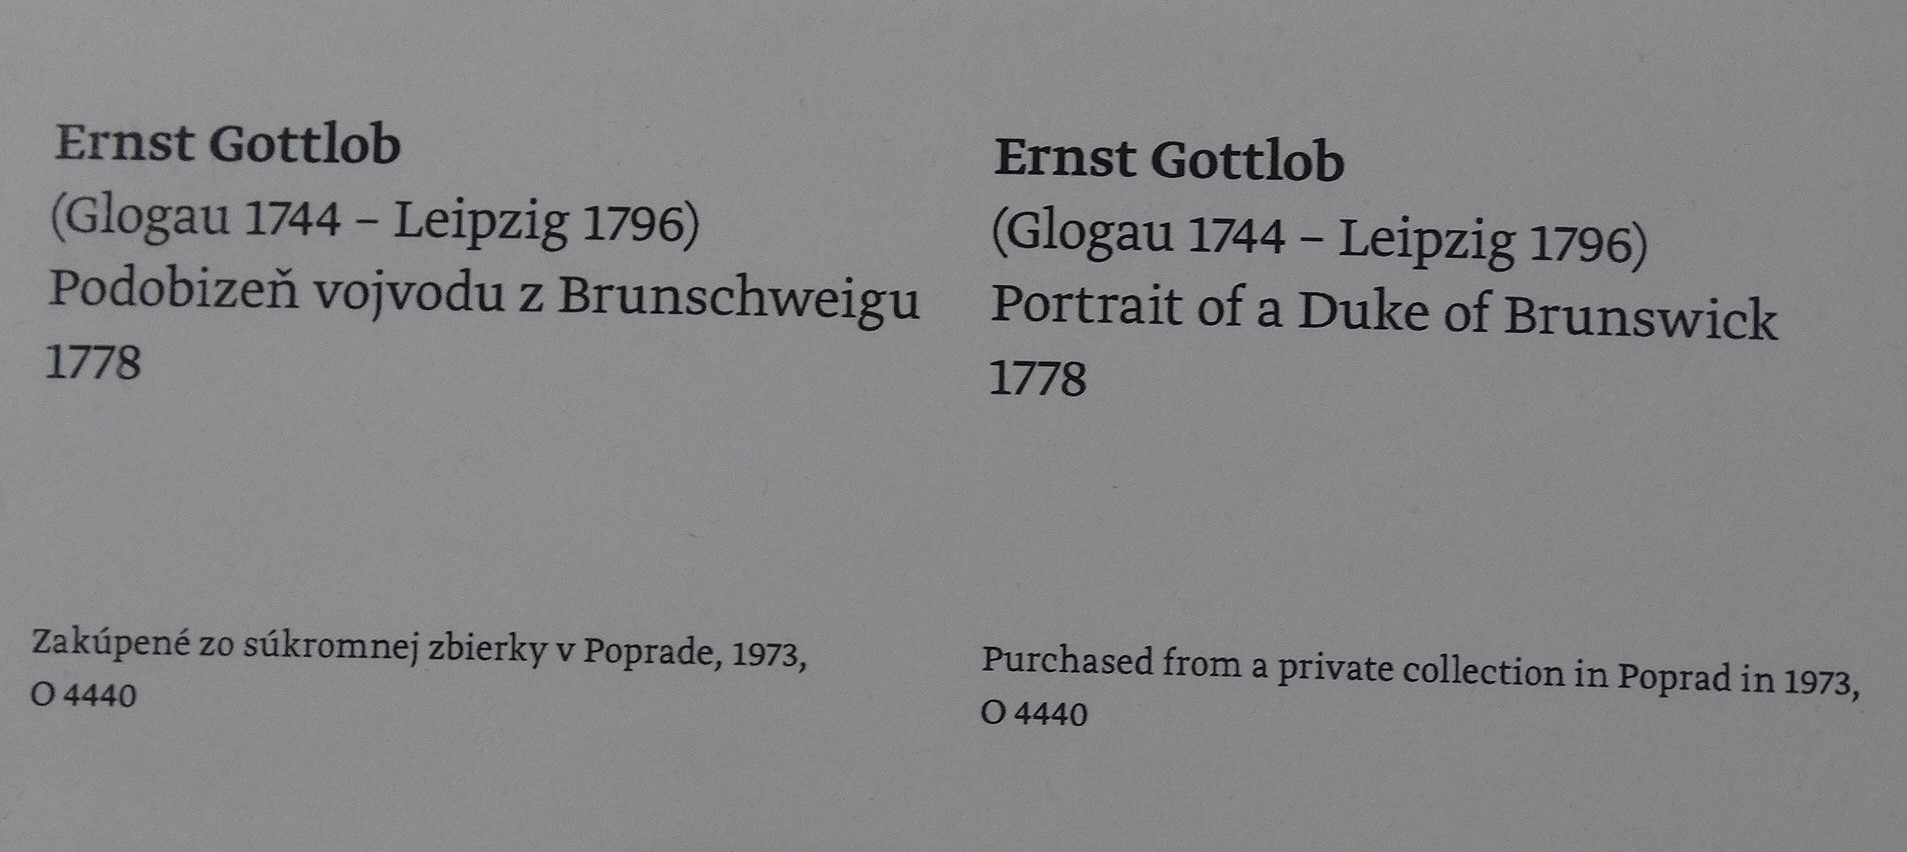 Ernst Gottlob
(Glogau 1744 – Leipzig 1796)
Podobizeň vojvodu z Brunschweigu
1778
Zakúpené zo súkromnej zbierky v Poprade, 1973,
O 4440
Ernst Gottlob
(Glogau 1744 – Leipzig 1796)
Portrait of a Duke of Brunswick
1778
Purchased from a private collection in Poprad in 1973,
O 4440